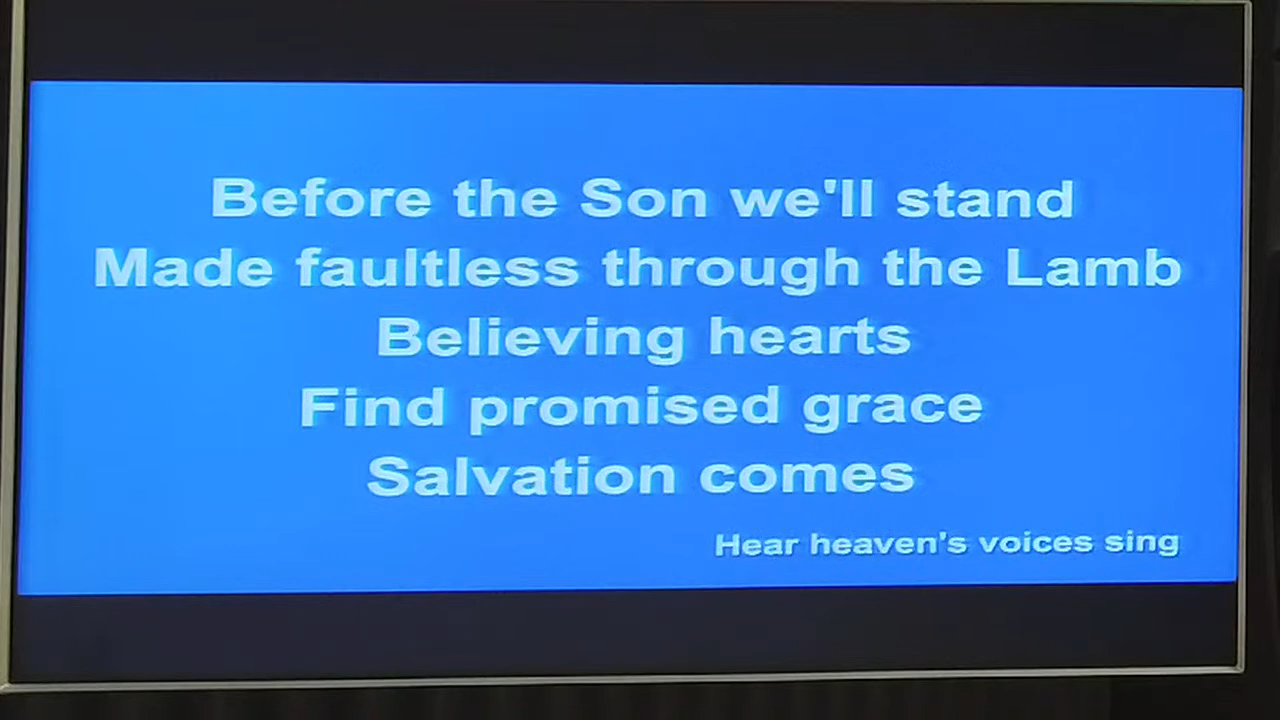 Before the Son we'll stand
Made faultless through the Lamb
Believing hearts
Find promised grace
Salvation comes
Hear heaven's voices sing